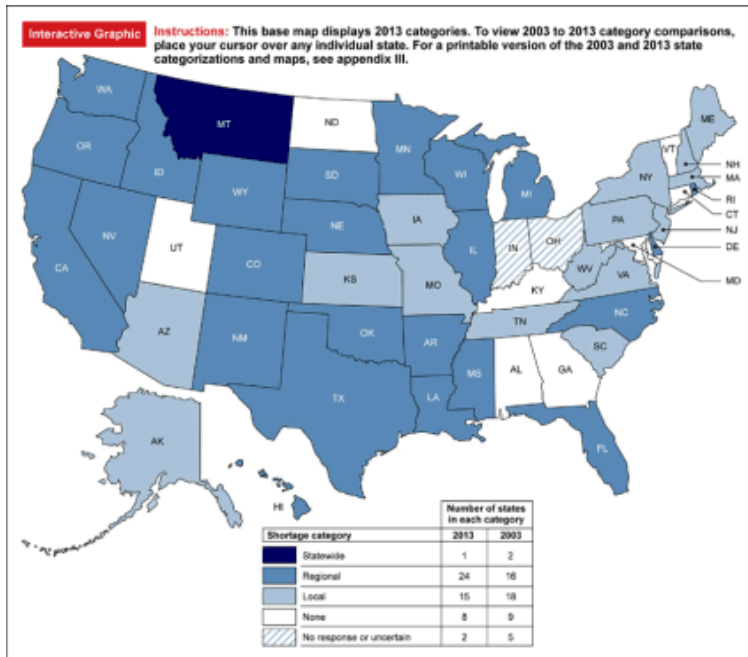 Interactive Graphic
Instructions: This base map displays 2013 categories. To view 2003 to 2013 category comparisons,
place your cursor over any individual state. For a printable version of the 2003 and 2013 state
categorizations and maps, see appendix III.
WA
MT
ND
MN
ME
OR
ID
SD
WI
MI
VT
NY
NH
MA
RI
CT
NJ
DE
MD
WY
NE
IA
IL
IN
OH
PA
WV
VA
KY
NV
UT
CO
KS
MO
CA
AZ
NM
OK
AR
TN
NC
SC
MS
AL
GA
TX
LA
FL
AK
HI
Number of states
in each category
Shortage category 2013 2003
Statewide 1 2
Regional 24 16
Local 15 18
None 8 9
No response or uncertain 2 5